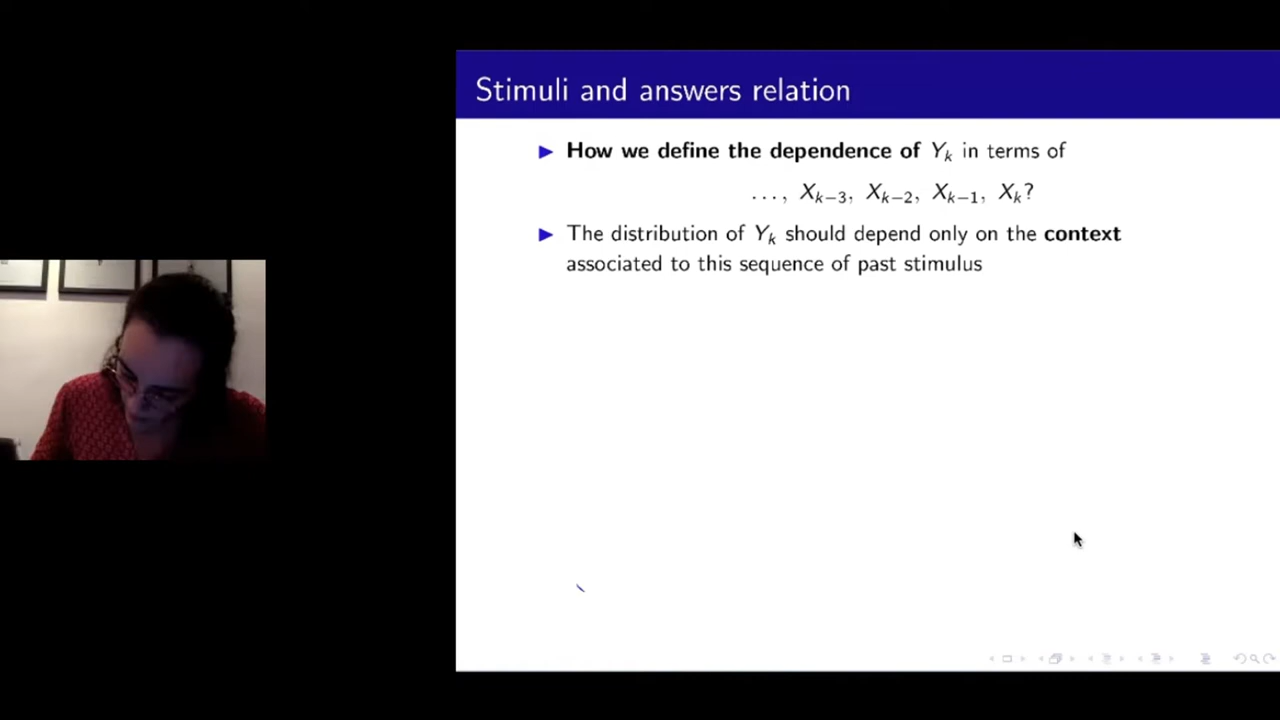 Stimuli and answers relation
▶ How we define the dependence of Yₖ in terms of
..., Xₖ₋₃, Xₖ₋₂, Xₖ₋₁, Xₖ?
▶ The distribution of Yₖ should depend only on the context
associated to this sequence of past stimulus